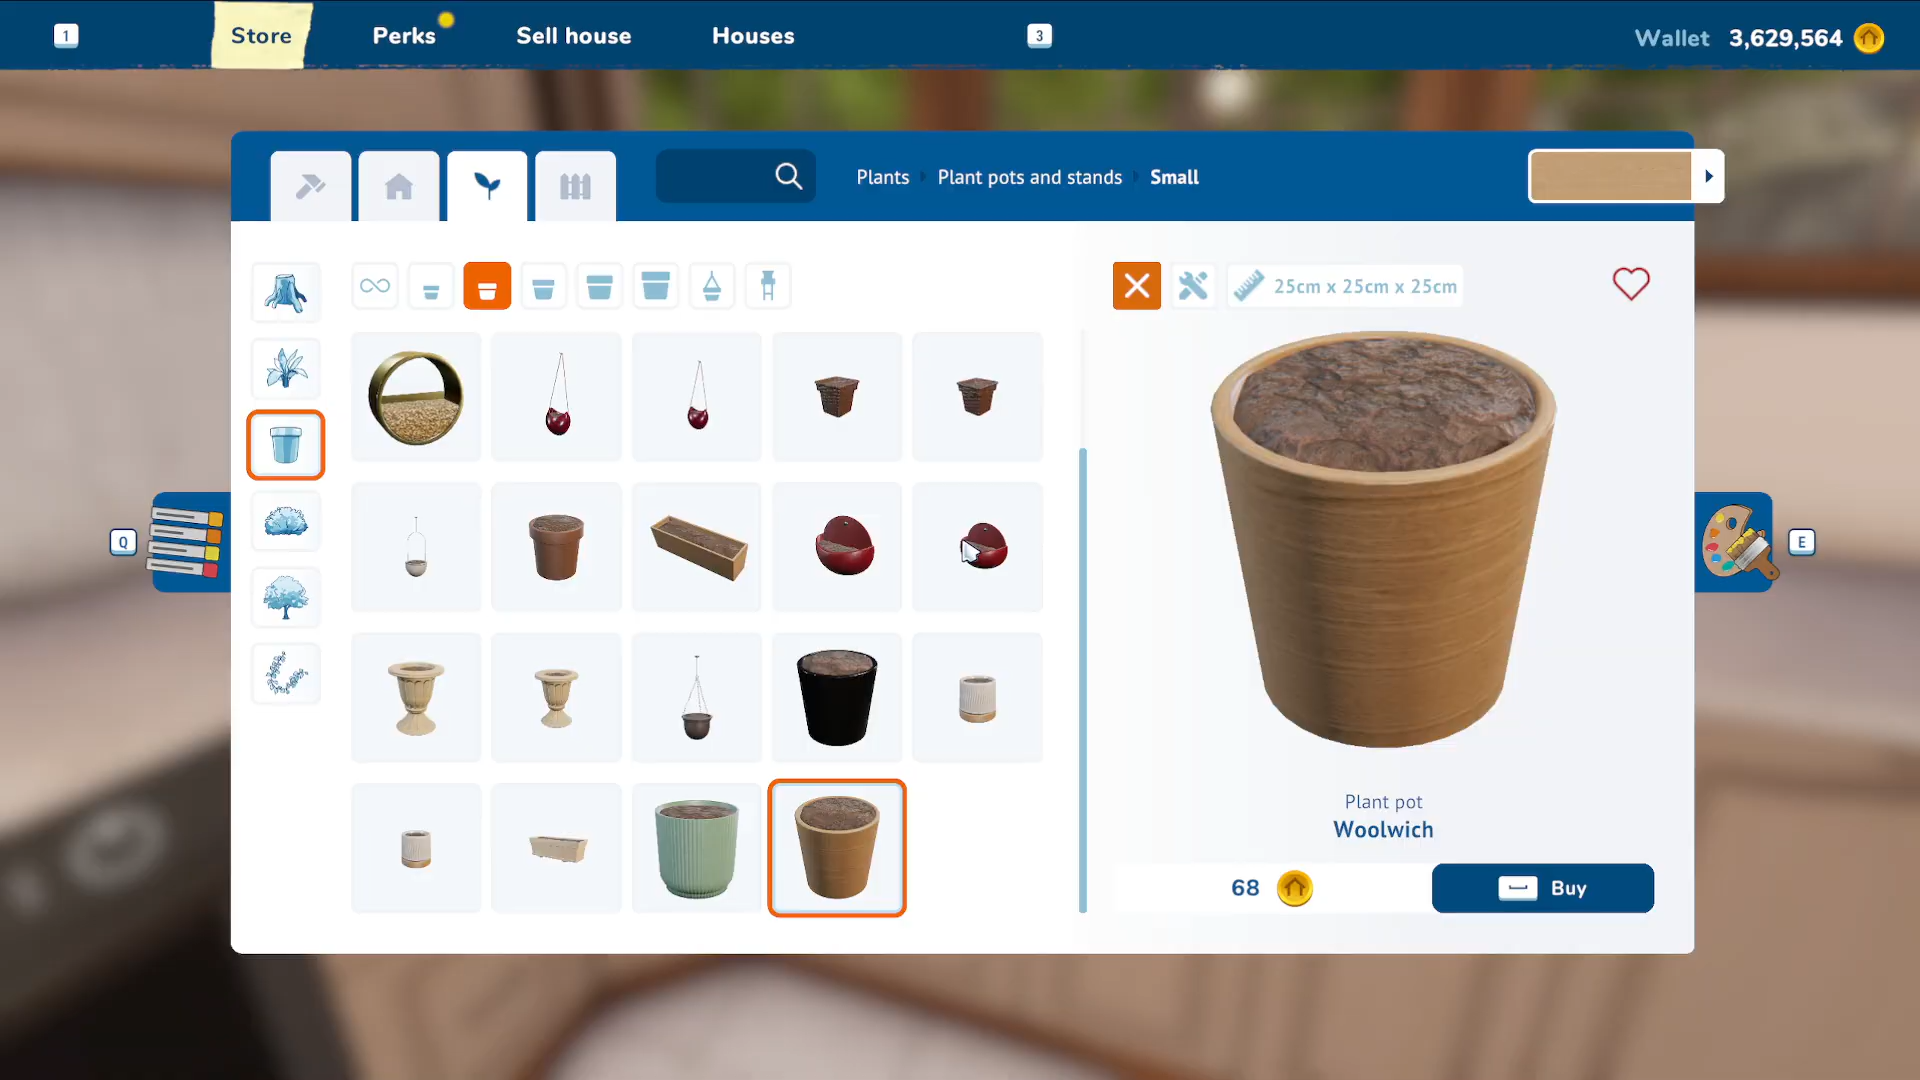 1 Store Perks Sell house Houses 3 Wallet 3,629,564
Plants Plant pots and stands Small
25cm x 25cm x 25cm
Q
E
Plant pot
Woolwich
68 Buy